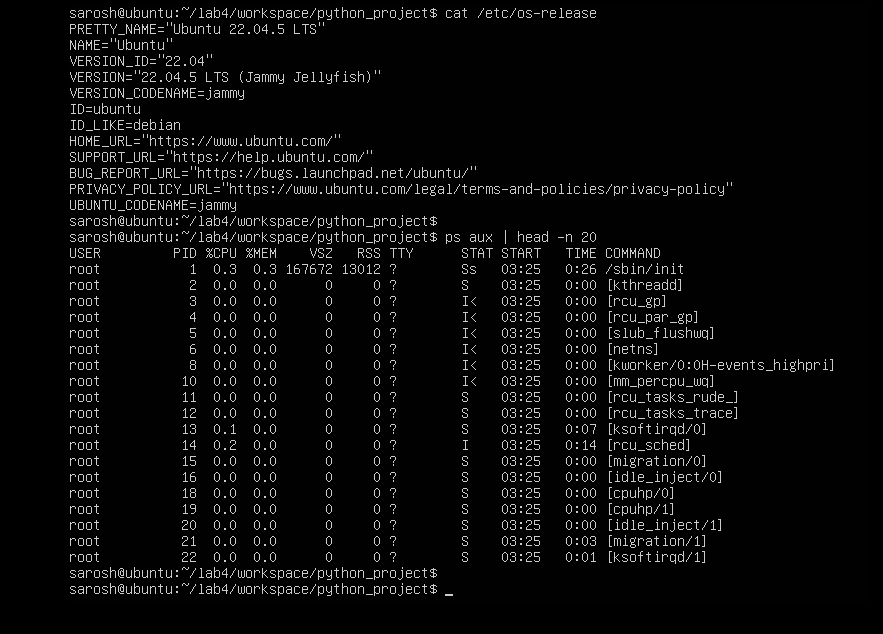 sarosh@ubuntu:~/lab4/workspace/python_project$ cat /etc/os-release
PRETTY_NAME="Ubuntu 22.04.5 LTS"
NAME="Ubuntu"
VERSION_ID="22.04"
VERSION="22.04.5 LTS (Jammy Jellyfish)"
VERSION_CODENAME=jammy
ID=ubuntu
ID_LIKE=debian
HOME_URL="https://www.ubuntu.com/"
SUPPORT_URL="https://help.ubuntu.com/"
BUG_REPORT_URL="https://bugs.launchpad.net/ubuntu/"
PRIVACY_POLICY_URL="https://www.ubuntu.com/legal/terms-and-policies/privacy-policy"
UBUNTU_CODENAME=jammy
sarosh@ubuntu:~/lab4/workspace/python_project$
sarosh@ubuntu:~/lab4/workspace/python_project$ ps aux | head -n 20
USER         PID %CPU %MEM    VSZ   RSS TTY      STAT START   TIME COMMAND
root           1  0.3  0.3 167672 13012 ?        Ss   03:25   0:26 /sbin/init
root           2  0.0  0.0      0     0 ?        S    03:25   0:00 [kthreadd]
root           3  0.0  0.0      0     0 ?        I<   03:25   0:00 [rcu_gp]
root           4  0.0  0.0      0     0 ?        I<   03:25   0:00 [rcu_par_gp]
root           5  0.0  0.0      0     0 ?        I<   03:25   0:00 [slub_flushwq]
root           6  0.0  0.0      0     0 ?        I<   03:25   0:00 [netns]
root           8  0.0  0.0      0     0 ?        I<   03:25   0:00 [kworker/0:0H-events_highpri]
root          10  0.0  0.0      0     0 ?        I<   03:25   0:00 [mm_percpu_wq]
root          11  0.0  0.0      0     0 ?        S    03:25   0:00 [rcu_tasks_rude_]
root          12  0.0  0.0      0     0 ?        S    03:25   0:00 [rcu_tasks_trace]
root          13  0.1  0.0      0     0 ?        S    03:25   0:07 [ksoftirqd/0]
root          14  0.2  0.0      0     0 ?        I    03:25   0:14 [rcu_sched]
root          15  0.0  0.0      0     0 ?        S    03:25   0:00 [migration/0]
root          16  0.0  0.0      0     0 ?        S    03:25   0:00 [idle_inject/0]
root          18  0.0  0.0      0     0 ?        S    03:25   0:00 [cpuhp/0]
root          19  0.0  0.0      0     0 ?        S    03:25   0:00 [cpuhp/1]
root          20  0.0  0.0      0     0 ?        S    03:25   0:00 [idle_inject/1]
root          21  0.0  0.0      0     0 ?        S    03:25   0:03 [migration/1]
root          22  0.0  0.0      0     0 ?        S    03:25   0:01 [ksoftirqd/1]
sarosh@ubuntu:~/lab4/workspace/python_project$
sarosh@ubuntu:~/lab4/workspace/python_project$ _